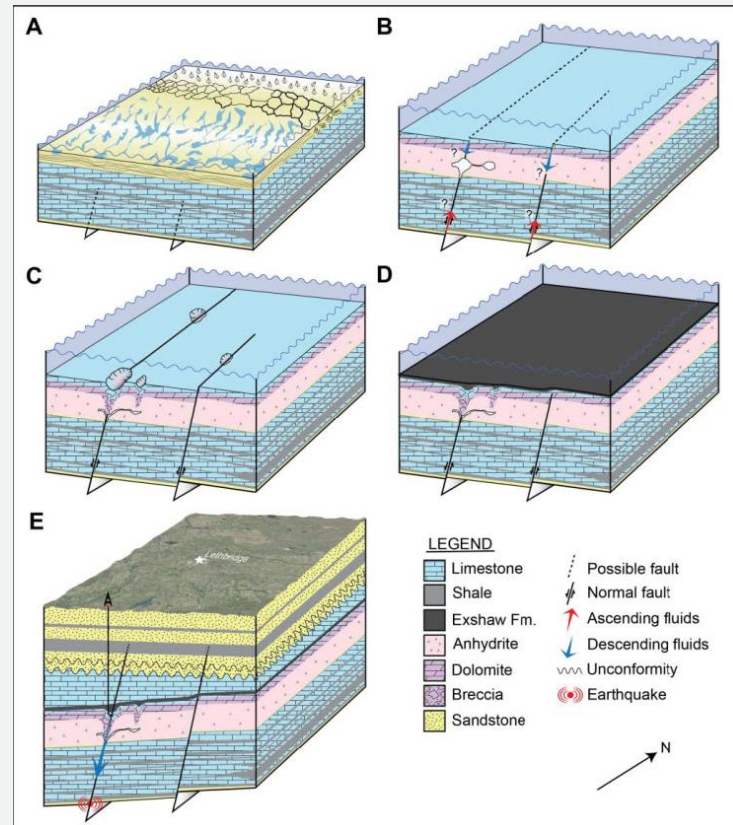 A
B
?
?
?
?
C
D
E
Lethbridge
LEGEND
Limestone
Shale
Exshaw Fm.
Anhydrite
Dolomite
Breccia
Sandstone
Possible fault
Normal fault
Ascending fluids
Descending fluids
Unconformity
Earthquake
N